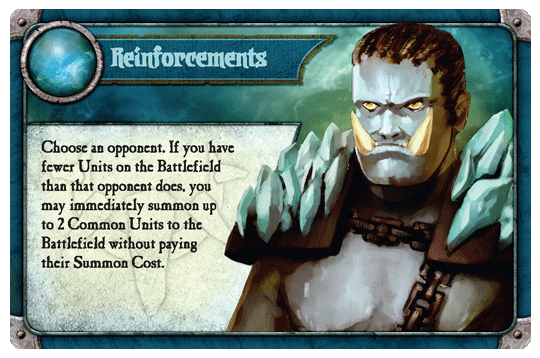 Reinforcements
Choose an opponent. If you have
fewer Units on the Battlefield
than that opponent does, you
may immediately summon up
to 2 Common Units to the
Battlefield without paying
their Summon Cost.